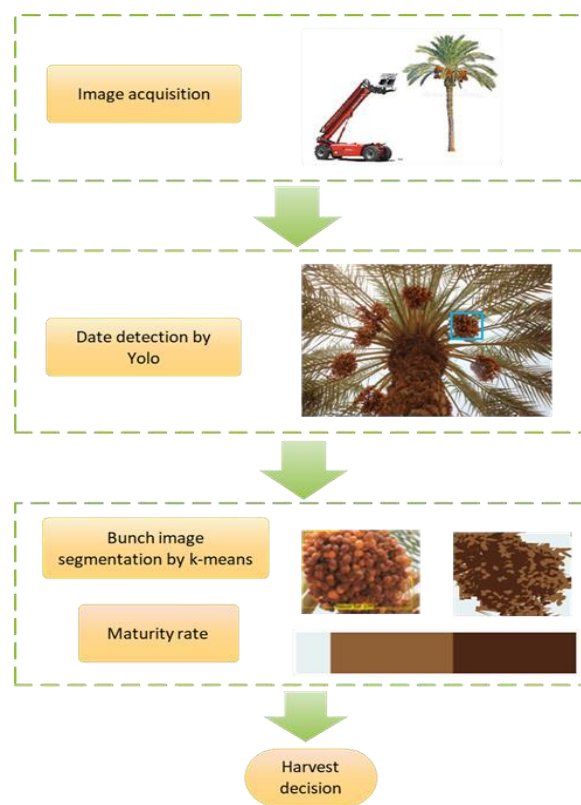 Image acquisition
Date detection by
Yolo
Bunch image
segmentation by k-means
Maturity rate
Harvest
decision